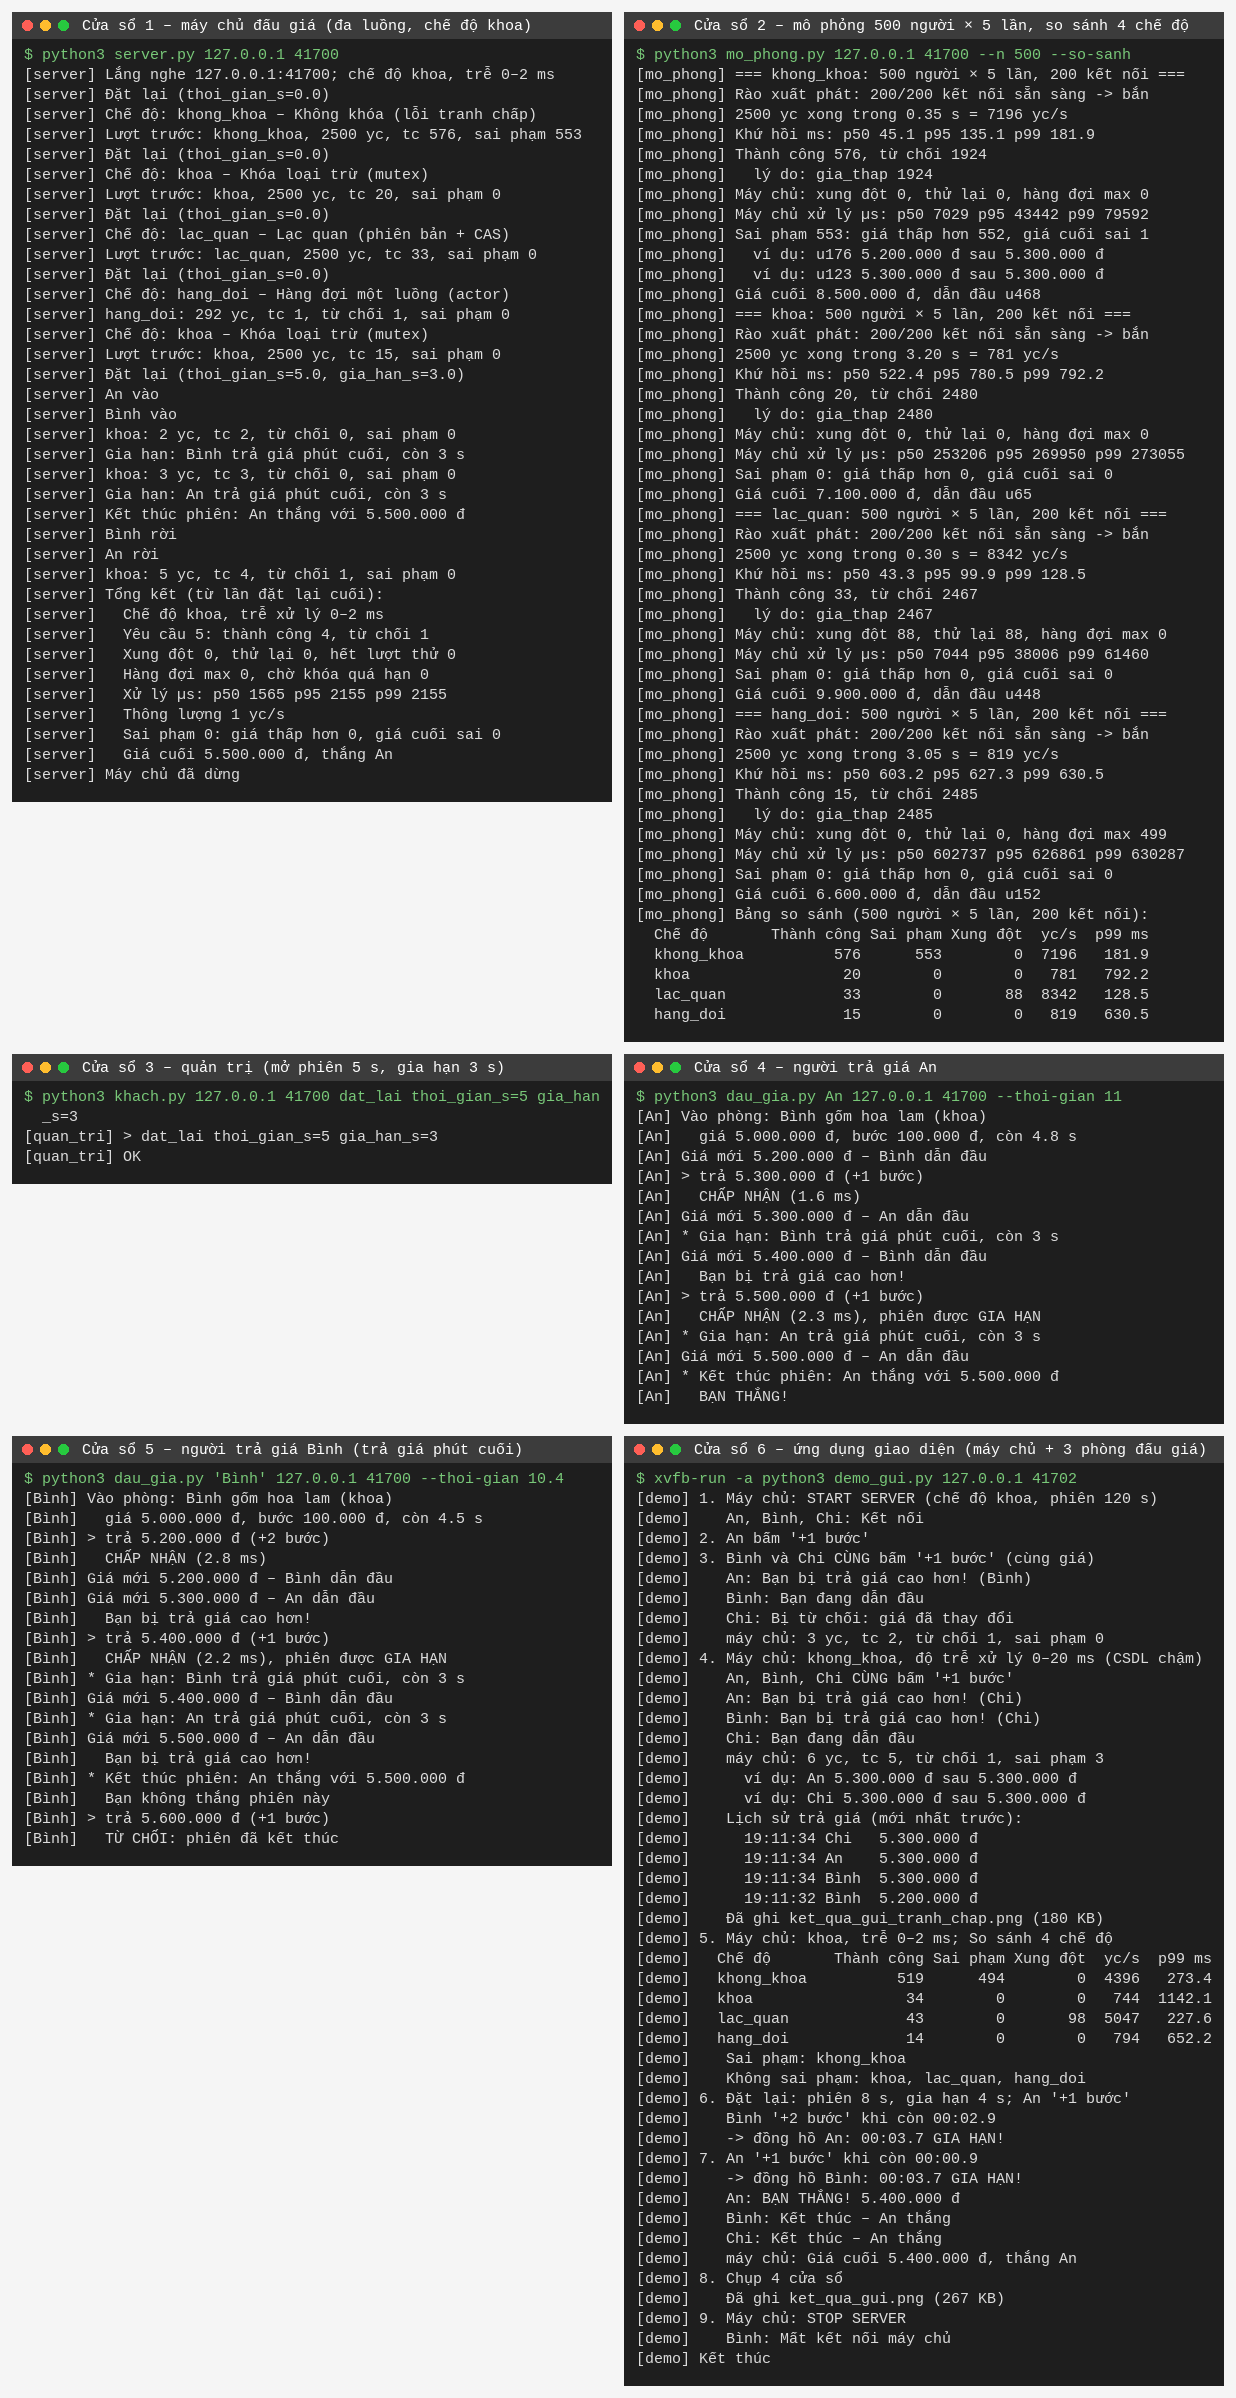 Cửa sổ 1 – máy chủ đấu giá (đa luồng, chế độ khoa)
$ python3 server.py 127.0.0.1 41700
[server] Lắng nghe 127.0.0.1:41700; chế độ khoa, trễ 0–2 ms
[server] Đặt lại (thoi_gian_s=0.0)
[server] Chế độ: khong_khoa – Không khóa (lỗi tranh chấp)
[server] Lượt trước: khong_khoa, 2500 yc, tc 576, sai phạm 553
[server] Đặt lại (thoi_gian_s=0.0)
[server] Chế độ: khoa – Khóa loại trừ (mutex)
[server] Lượt trước: khoa, 2500 yc, tc 20, sai phạm 0
[server] Đặt lại (thoi_gian_s=0.0)
[server] Chế độ: lac_quan – Lạc quan (phiên bản + CAS)
[server] Lượt trước: lac_quan, 2500 yc, tc 33, sai phạm 0
[server] Đặt lại (thoi_gian_s=0.0)
[server] Chế độ: hang_doi – Hàng đợi một luồng (actor)
[server] hang_doi: 292 yc, tc 1, từ chối 1, sai phạm 0
[server] Chế độ: khoa – Khóa loại trừ (mutex)
[server] Lượt trước: khoa, 2500 yc, tc 15, sai phạm 0
[server] Đặt lại (thoi_gian_s=5.0, gia_han_s=3.0)
[server] An vào
[server] Bình vào
[server] khoa: 2 yc, tc 2, từ chối 0, sai phạm 0
[server] Gia hạn: Bình trả giá phút cuối, còn 3 s
[server] khoa: 3 yc, tc 3, từ chối 0, sai phạm 0
[server] Gia hạn: An trả giá phút cuối, còn 3 s
[server] Kết thúc phiên: An thắng với 5.500.000 đ
[server] Bình rời
[server] An rời
[server] khoa: 5 yc, tc 4, từ chối 1, sai phạm 0
[server] Tổng kết (từ lần đặt lại cuối):
[server]   Chế độ khoa, trễ xử lý 0–2 ms
[server]   Yêu cầu 5: thành công 4, từ chối 1
[server]   Xung đột 0, thử lại 0, hết lượt thử 0
[server]   Hàng đợi max 0, chờ khóa quá hạn 0
[server]   Xử lý µs: p50 1565 p95 2155 p99 2155
[server]   Thông lượng 1 yc/s
[server]   Sai phạm 0: giá thấp hơn 0, giá cuối sai 0
[server]   Giá cuối 5.500.000 đ, thắng An
[server] Máy chủ đã dừng
Cửa sổ 2 – mô phỏng 500 người × 5 lần, so sánh 4 chế độ
$ python3 mo_phong.py 127.0.0.1 41700 --n 500 --so-sanh
[mo_phong] === khong_khoa: 500 người × 5 lần, 200 kết nối ===
[mo_phong] Rào xuất phát: 200/200 kết nối sẵn sàng -> bắn
[mo_phong] 2500 yc xong trong 0.35 s = 7196 yc/s
[mo_phong] Khứ hồi ms: p50 45.1 p95 135.1 p99 181.9
[mo_phong] Thành công 576, từ chối 1924
[mo_phong]   lý do: gia_thap 1924
[mo_phong] Máy chủ: xung đột 0, thử lại 0, hàng đợi max 0
[mo_phong] Máy chủ xử lý µs: p50 7029 p95 43442 p99 79592
[mo_phong] Sai phạm 553: giá thấp hơn 552, giá cuối sai 1
[mo_phong]   ví dụ: u176 5.200.000 đ sau 5.300.000 đ
[mo_phong]   ví dụ: u123 5.300.000 đ sau 5.300.000 đ
[mo_phong] Giá cuối 8.500.000 đ, dẫn đầu u468
[mo_phong] === khoa: 500 người × 5 lần, 200 kết nối ===
[mo_phong] Rào xuất phát: 200/200 kết nối sẵn sàng -> bắn
[mo_phong] 2500 yc xong trong 3.20 s = 781 yc/s
[mo_phong] Khứ hồi ms: p50 522.4 p95 780.5 p99 792.2
[mo_phong] Thành công 20, từ chối 2480
[mo_phong]   lý do: gia_thap 2480
[mo_phong] Máy chủ: xung đột 0, thử lại 0, hàng đợi max 0
[mo_phong] Máy chủ xử lý µs: p50 253206 p95 269950 p99 273055
[mo_phong] Sai phạm 0: giá thấp hơn 0, giá cuối sai 0
[mo_phong] Giá cuối 7.100.000 đ, dẫn đầu u65
[mo_phong] === lac_quan: 500 người × 5 lần, 200 kết nối ===
[mo_phong] Rào xuất phát: 200/200 kết nối sẵn sàng -> bắn
[mo_phong] 2500 yc xong trong 0.30 s = 8342 yc/s
[mo_phong] Khứ hồi ms: p50 43.3 p95 99.9 p99 128.5
[mo_phong] Thành công 33, từ chối 2467
[mo_phong]   lý do: gia_thap 2467
[mo_phong] Máy chủ: xung đột 88, thử lại 88, hàng đợi max 0
[mo_phong] Máy chủ xử lý µs: p50 7044 p95 38006 p99 61460
[mo_phong] Sai phạm 0: giá thấp hơn 0, giá cuối sai 0
[mo_phong] Giá cuối 9.900.000 đ, dẫn đầu u448
[mo_phong] === hang_doi: 500 người × 5 lần, 200 kết nối ===
[mo_phong] Rào xuất phát: 200/200 kết nối sẵn sàng -> bắn
[mo_phong] 2500 yc xong trong 3.05 s = 819 yc/s
[mo_phong] Khứ hồi ms: p50 603.2 p95 627.3 p99 630.5
[mo_phong] Thành công 15, từ chối 2485
[mo_phong]   lý do: gia_thap 2485
[mo_phong] Máy chủ: xung đột 0, thử lại 0, hàng đợi max 499
[mo_phong] Máy chủ xử lý µs: p50 602737 p95 626861 p99 630287
[mo_phong] Sai phạm 0: giá thấp hơn 0, giá cuối sai 0
[mo_phong] Giá cuối 6.600.000 đ, dẫn đầu u152
[mo_phong] Bảng so sánh (500 người × 5 lần, 200 kết nối):
Chế độ       Thành công Sai phạm Xung đột  yc/s  p99 ms
khong_khoa          576      553        0  7196   181.9
khoa                 20        0        0   781   792.2
lac_quan             33        0       88  8342   128.5
hang_doi             15        0        0   819   630.5
Cửa sổ 3 – quản trị (mở phiên 5 s, gia hạn 3 s)
$ python3 khach.py 127.0.0.1 41700 dat_lai thoi_gian_s=5 gia_han
_s=3
[quan_tri] > dat_lai thoi_gian_s=5 gia_han_s=3
[quan_tri] OK
Cửa sổ 4 – người trả giá An
$ python3 dau_gia.py An 127.0.0.1 41700 --thoi-gian 11
[An] Vào phòng: Bình gốm hoa lam (khoa)
[An]   giá 5.000.000 đ, bước 100.000 đ, còn 4.8 s
[An] Giá mới 5.200.000 đ – Bình dẫn đầu
[An] > trả 5.300.000 đ (+1 bước)
[An]   CHẤP NHẬN (1.6 ms)
[An] Giá mới 5.300.000 đ – An dẫn đầu
[An] * Gia hạn: Bình trả giá phút cuối, còn 3 s
[An] Giá mới 5.400.000 đ – Bình dẫn đầu
[An]   Bạn bị trả giá cao hơn!
[An] > trả 5.500.000 đ (+1 bước)
[An]   CHẤP NHẬN (2.3 ms), phiên được GIA HẠN
[An] * Gia hạn: An trả giá phút cuối, còn 3 s
[An] Giá mới 5.500.000 đ – An dẫn đầu
[An] * Kết thúc phiên: An thắng với 5.500.000 đ
[An]   BẠN THẮNG!
Cửa sổ 5 – người trả giá Bình (trả giá phút cuối)
$ python3 dau_gia.py 'Bình' 127.0.0.1 41700 --thoi-gian 10.4
[Bình] Vào phòng: Bình gốm hoa lam (khoa)
[Bình]   giá 5.000.000 đ, bước 100.000 đ, còn 4.5 s
[Bình] > trả 5.200.000 đ (+2 bước)
[Bình]   CHẤP NHẬN (2.8 ms)
[Bình] Giá mới 5.200.000 đ – Bình dẫn đầu
[Bình] Giá mới 5.300.000 đ – An dẫn đầu
[Bình]   Bạn bị trả giá cao hơn!
[Bình] > trả 5.400.000 đ (+1 bước)
[Bình]   CHẤP NHẬN (2.2 ms), phiên được GIA HẠN
[Bình] * Gia hạn: Bình trả giá phút cuối, còn 3 s
[Bình] Giá mới 5.400.000 đ – Bình dẫn đầu
[Bình] * Gia hạn: An trả giá phút cuối, còn 3 s
[Bình] Giá mới 5.500.000 đ – An dẫn đầu
[Bình]   Bạn bị trả giá cao hơn!
[Bình] * Kết thúc phiên: An thắng với 5.500.000 đ
[Bình]   Bạn không thắng phiên này
[Bình] > trả 5.600.000 đ (+1 bước)
[Bình]   TỪ CHỐI: phiên đã kết thúc
Cửa sổ 6 – ứng dụng giao diện (máy chủ + 3 phòng đấu giá)
$ xvfb-run -a python3 demo_gui.py 127.0.0.1 41702
[demo] 1. Máy chủ: START SERVER (chế độ khoa, phiên 120 s)
[demo]    An, Bình, Chi: Kết nối
[demo] 2. An bấm '+1 bước'
[demo] 3. Bình và Chi CÙNG bấm '+1 bước' (cùng giá)
[demo]    An: Bạn bị trả giá cao hơn! (Bình)
[demo]    Bình: Bạn đang dẫn đầu
[demo]    Chi: Bị từ chối: giá đã thay đổi
[demo]    máy chủ: 3 yc, tc 2, từ chối 1, sai phạm 0
[demo] 4. Máy chủ: khong_khoa, độ trễ xử lý 0–20 ms (CSDL chậm)
[demo]    An, Bình, Chi CÙNG bấm '+1 bước'
[demo]    An: Bạn bị trả giá cao hơn! (Chi)
[demo]    Bình: Bạn bị trả giá cao hơn! (Chi)
[demo]    Chi: Bạn đang dẫn đầu
[demo]    máy chủ: 6 yc, tc 5, từ chối 1, sai phạm 3
[demo]      ví dụ: An 5.300.000 đ sau 5.300.000 đ
[demo]      ví dụ: Chi 5.300.000 đ sau 5.300.000 đ
[demo]    Lịch sử trả giá (mới nhất trước):
[demo]      19:11:34 Chi   5.300.000 đ
[demo]      19:11:34 An    5.300.000 đ
[demo]      19:11:34 Bình  5.300.000 đ
[demo]      19:11:32 Bình  5.200.000 đ
[demo]    Đã ghi ket_qua_gui_tranh_chap.png (180 KB)
[demo] 5. Máy chủ: khoa, trễ 0–2 ms; So sánh 4 chế độ
[demo]   Chế độ       Thành công Sai phạm Xung đột  yc/s  p99 ms
[demo]   khong_khoa          519      494        0  4396   273.4
[demo]   khoa                 34        0        0   744  1142.1
[demo]   lac_quan             43        0       98  5047   227.6
[demo]   hang_doi             14        0        0   794   652.2
[demo]    Sai phạm: khong_khoa
[demo]    Không sai phạm: khoa, lac_quan, hang_doi
[demo] 6. Đặt lại: phiên 8 s, gia hạn 4 s; An '+1 bước'
[demo]    Bình '+2 bước' khi còn 00:02.9
[demo]    -> đồng hồ An: 00:03.7 GIA HẠN!
[demo] 7. An '+1 bước' khi còn 00:00.9
[demo]    -> đồng hồ Bình: 00:03.7 GIA HẠN!
[demo]    An: BẠN THẮNG! 5.400.000 đ
[demo]    Bình: Kết thúc – An thắng
[demo]    Chi: Kết thúc – An thắng
[demo]    máy chủ: Giá cuối 5.400.000 đ, thắng An
[demo] 8. Chụp 4 cửa sổ
[demo]    Đã ghi ket_qua_gui.png (267 KB)
[demo] 9. Máy chủ: STOP SERVER
[demo]    Bình: Mất kết nối máy chủ
[demo] Kết thúc